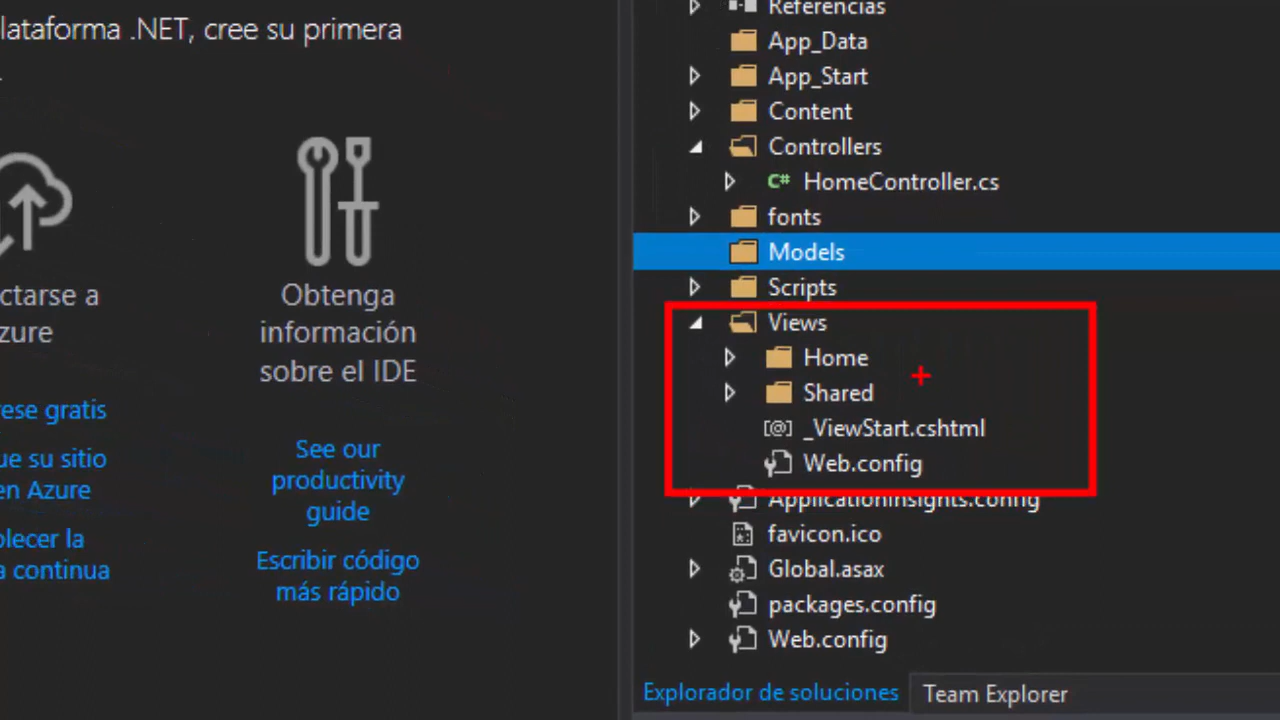 lataforma .NET, cree su primera
ctarse a
zure
ese gratis
ue su sitio
en Azure
blecer la
a continua
Obtenga
información
sobre el IDE
See our
productivity
guide
Escribir código
más rápido
Referencias
App_Data
App_Start
Content
Controllers
C# HomeController.cs
fonts
Models
Scripts
Views
Home
Shared
[@] _ViewStart.cshtml
Web.config
ApplicationInsights.config
favicon.ico
Global.asax
packages.config
Web.config
Explorador de soluciones
Team Explorer